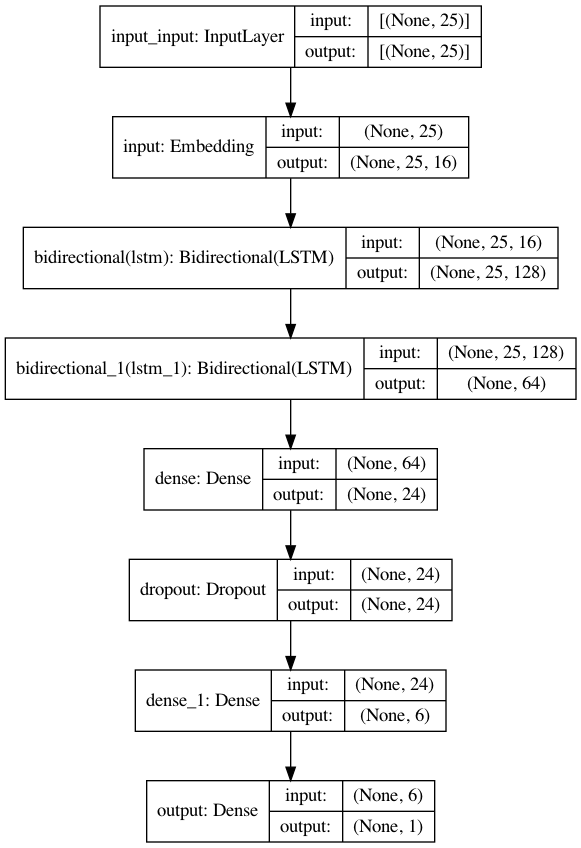 input_input: InputLayer
input: [(None, 25)]
output: [(None, 25)]
input: Embedding
input: (None, 25)
output: (None, 25, 16)
bidirectional(lstm): Bidirectional(LSTM)
input: (None, 25, 16)
output: (None, 25, 128)
bidirectional_1(lstm_1): Bidirectional(LSTM)
input: (None, 25, 128)
output: (None, 64)
dense: Dense
input: (None, 64)
output: (None, 24)
dropout: Dropout
input: (None, 24)
output: (None, 24)
dense_1: Dense
input: (None, 24)
output: (None, 6)
output: Dense
input: (None, 6)
output: (None, 1)